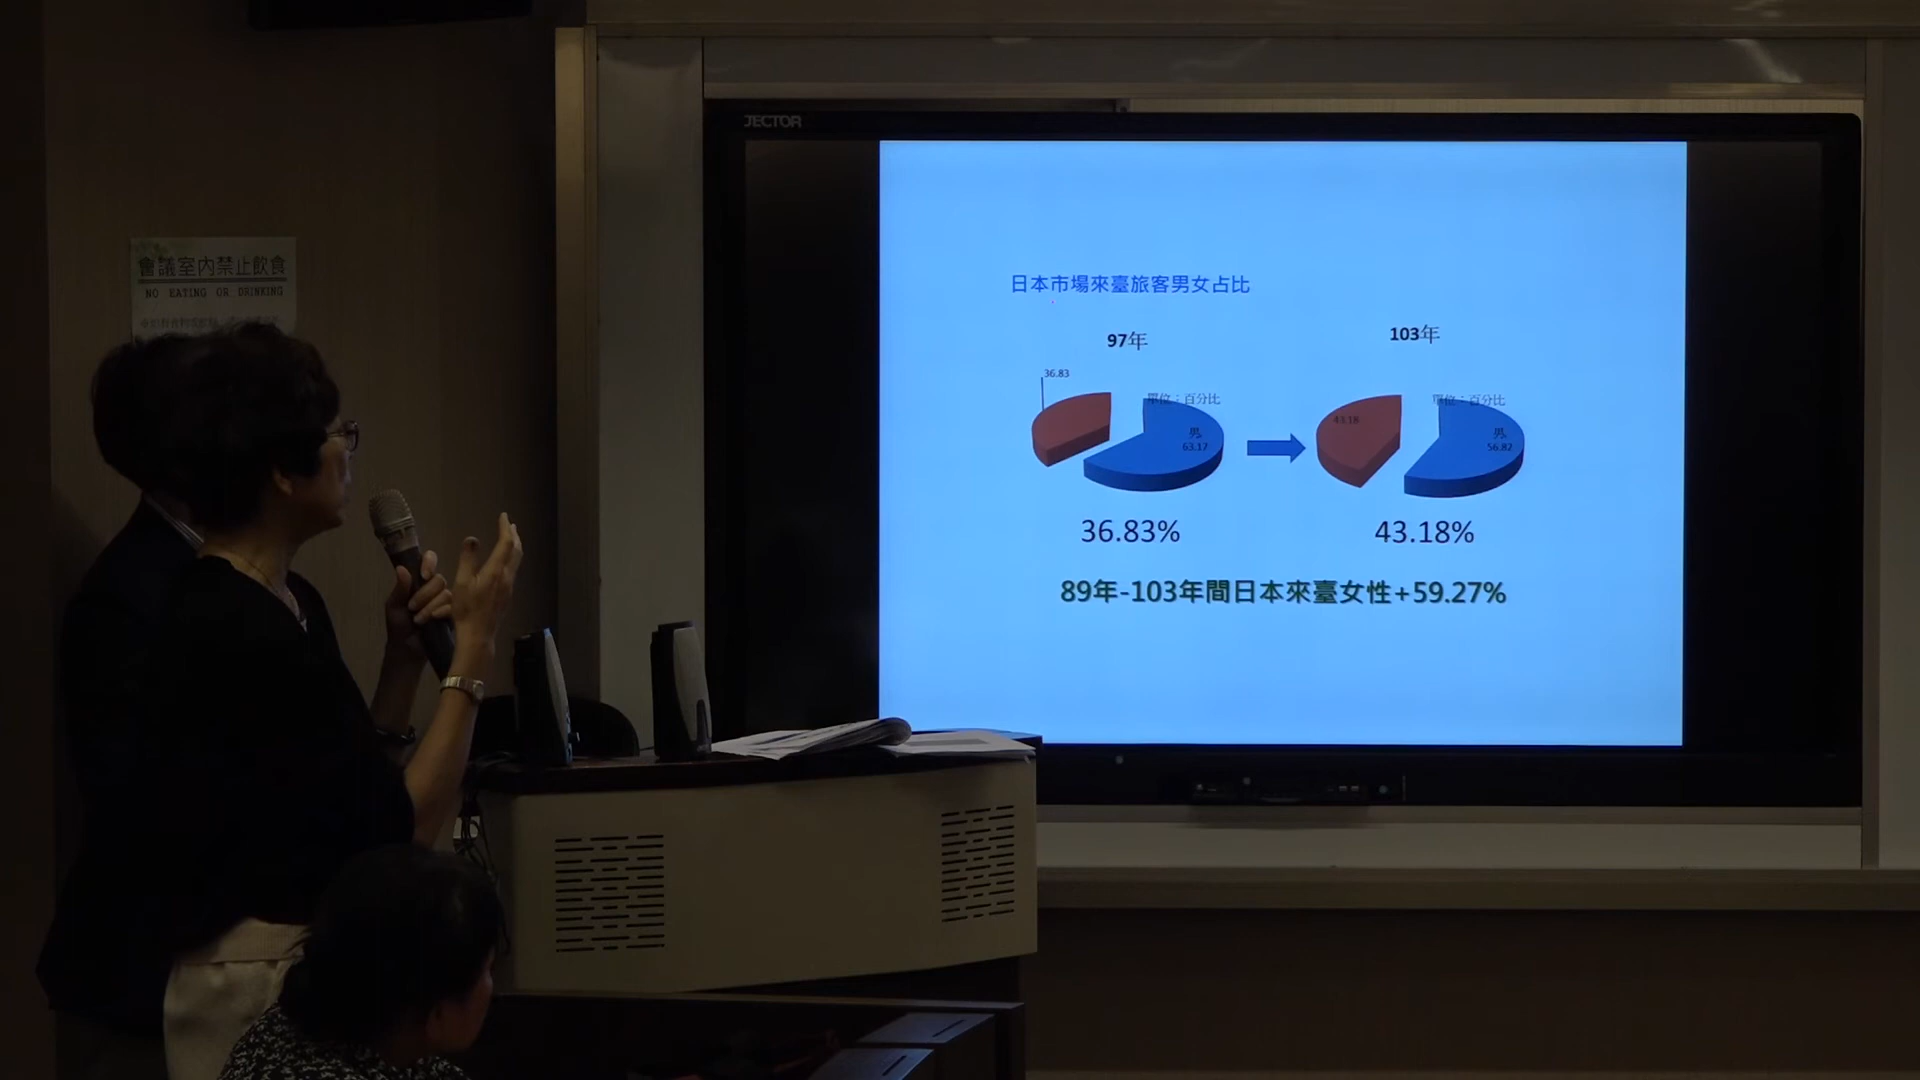 JECTOR
會議室內禁止飲食
NO EATING OR DRINKING
日本市場來臺旅客男女占比
97年
103年
36.83
單位：百分比
男,
63.17
單位：百分比
43.18
男,
56.82
36.83%
43.18%
89年-103年間日本來臺女性+59.27%